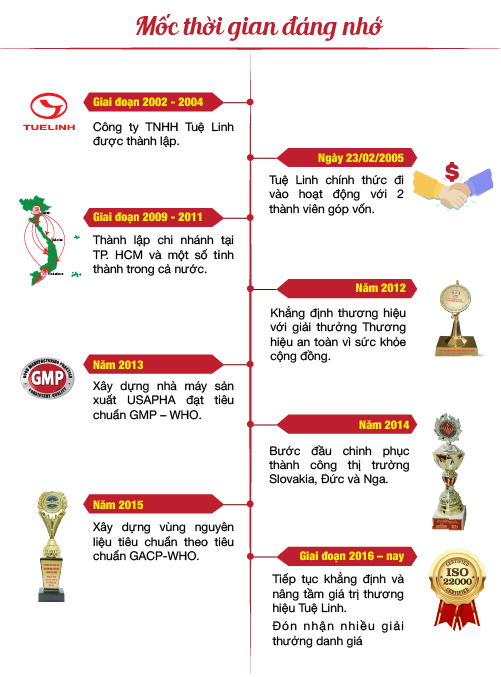 Mốc thời gian đáng nhớ
Giai đoạn 2002 - 2004
TUELINH
Công ty TNHH Tuệ Linh
được thành lập.
Ngày 23/02/2005
Tuệ Linh chính thức đi
vào hoạt động với 2
thành viên góp vốn.
Giai đoạn 2009 - 2011
Thành lập chi nhánh tại
TP. HCM và một số tỉnh
thành trong cả nước.
Năm 2012
Khẳng định thương hiệu
với giải thưởng Thương
hiệu an toàn vì sức khỏe
cộng đồng.
Năm 2013
GOOD MANUFACTURING PRACTICE
GMP
CONSISTENT QUALITY
Xây dựng nhà máy sản
xuất USAPHA đạt tiêu
chuẩn GMP – WHO.
Năm 2014
Bước đầu chinh phục
thành công thị trường
Slovakia, Đức và Nga.
Năm 2015
Xây dựng vùng nguyên
liệu tiêu chuẩn theo tiêu
chuẩn GACP-WHO.
Giai đoạn 2016 – nay
Tiếp tục khẳng định và
nâng tầm giá trị thương
hiệu Tuệ Linh.
Đón nhận nhiều giải
thưởng danh giá
CERTIFIED
ISO
22000
CERTIFIED